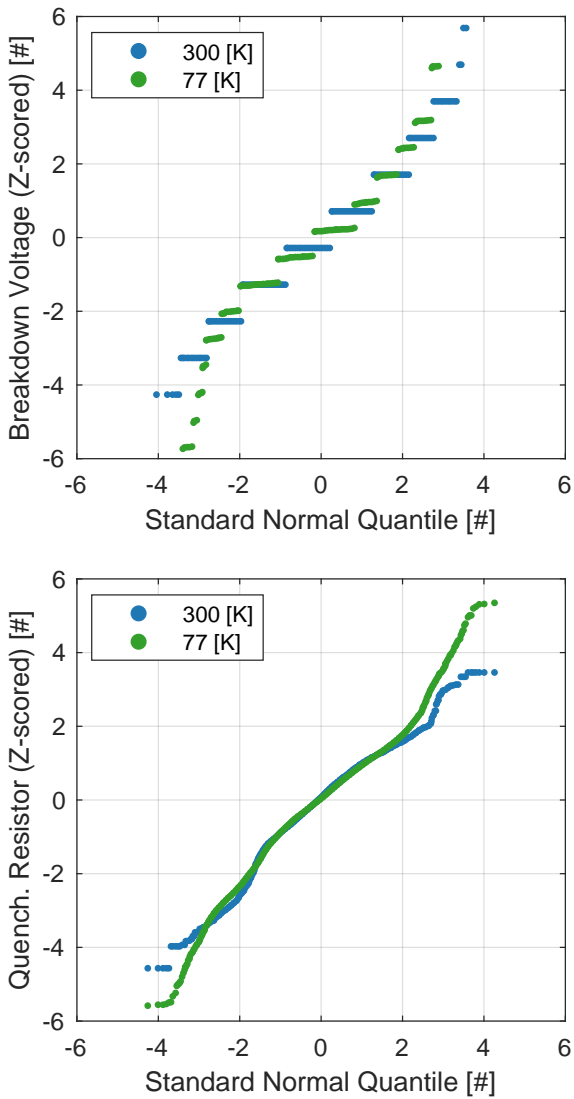 6
4
2
0
-2
-4
-6
Breakdown Voltage (Z-scored) [#]
300 [K]
77 [K]
-6 -4 -2 0 2 4 6
Standard Normal Quantile [#]
6
4
2
0
-2
-4
-6
Quench. Resistor (Z-scored) [#]
300 [K]
77 [K]
-6 -4 -2 0 2 4 6
Standard Normal Quantile [#]